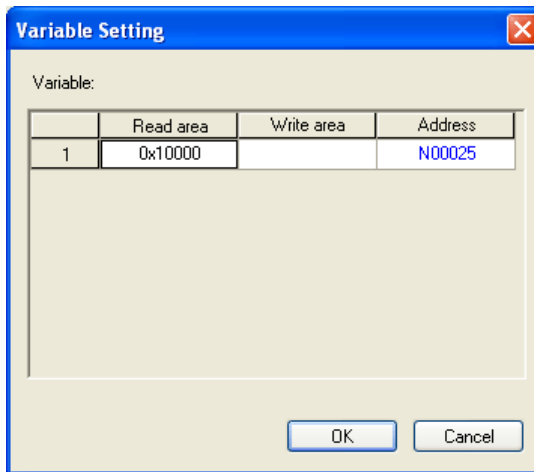 Variable Setting
Variable:
Read area Write area Address
1 0x10000 N00025
OK Cancel